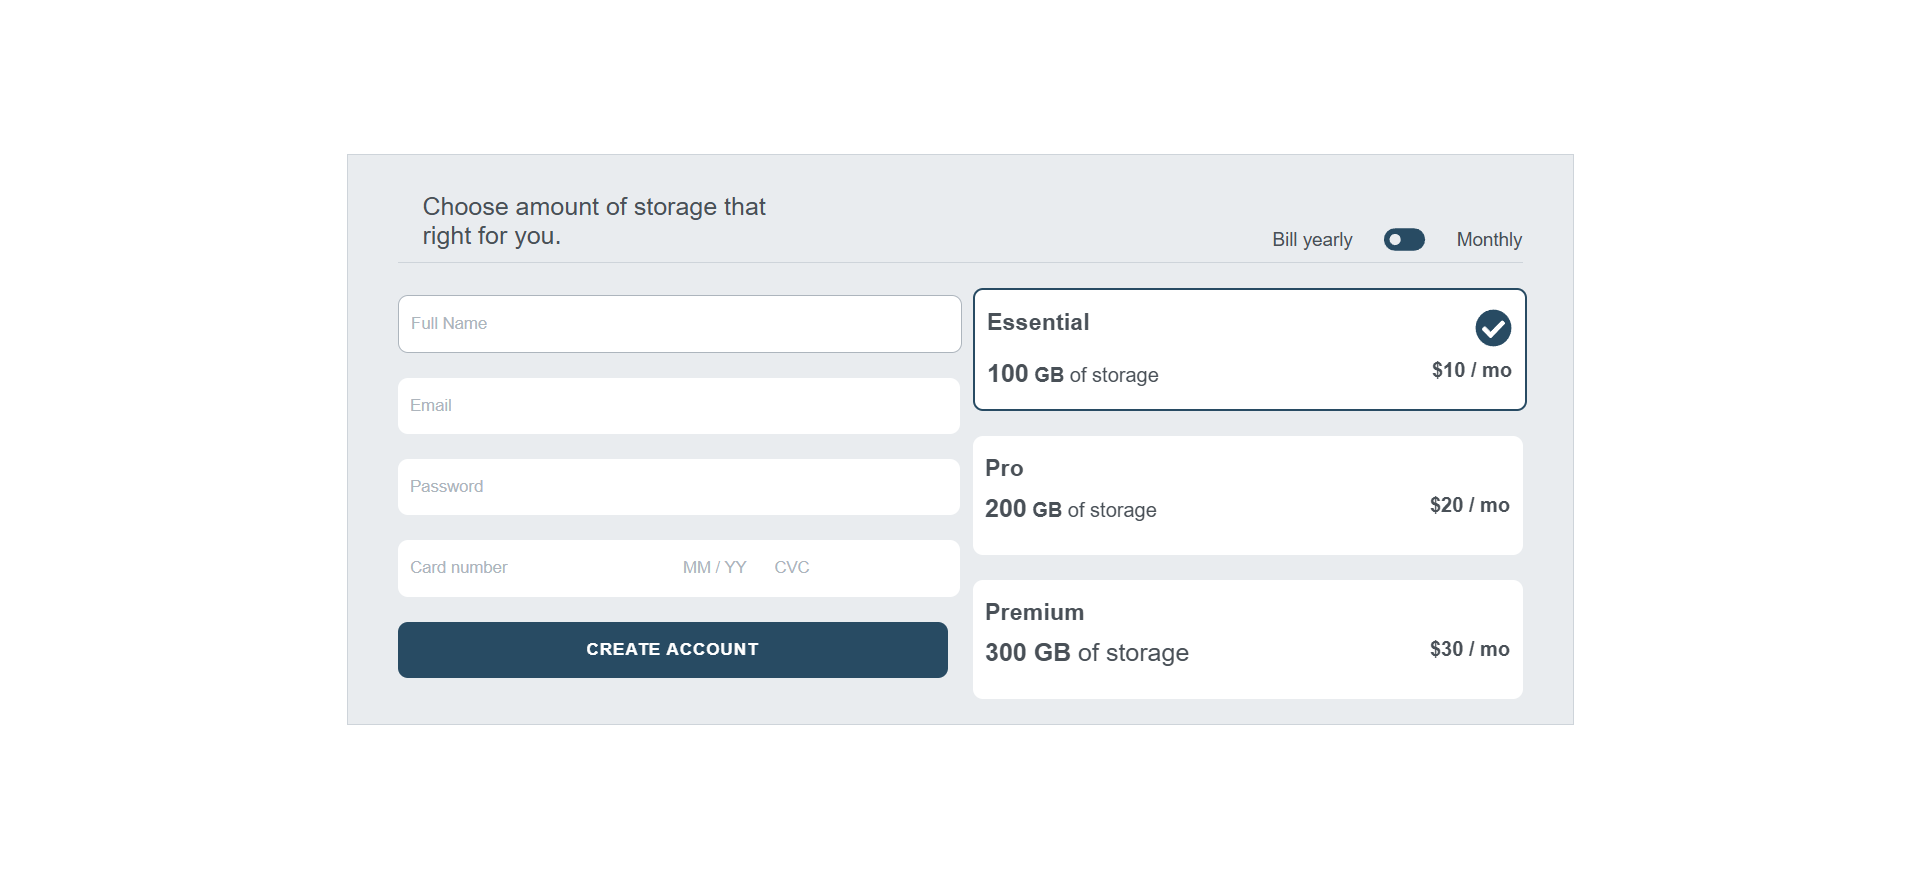 Choose amount of storage that
right for you.
Bill yearly
Monthly
Full Name
Email
Password
Card number MM / YY CVC
CREATE ACCOUNT
Essential
100 GB of storage
$10 / mo
Pro
200 GB of storage
$20 / mo
Premium
300 GB of storage
$30 / mo